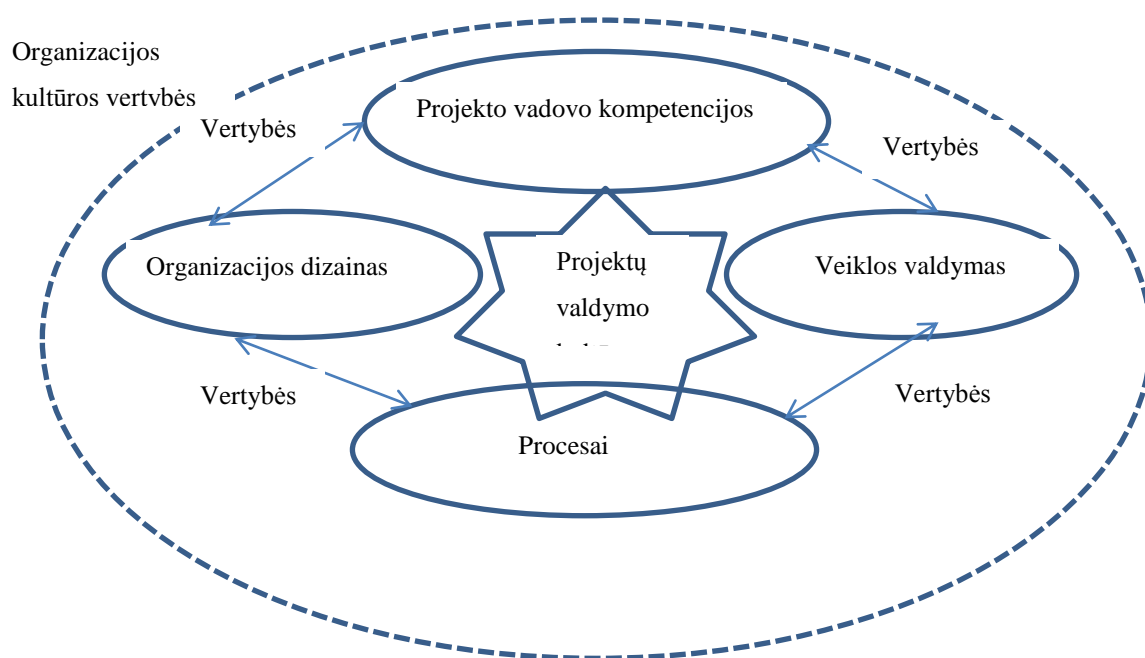 Organizacijos
kultūros vertybės
Projekto vadovo kompetencijos
Vertybės
Vertybės
Organizacijos dizainas
Projektų
valdymo
Veiklos valdymas
Vertybės
Vertybės
Procesai